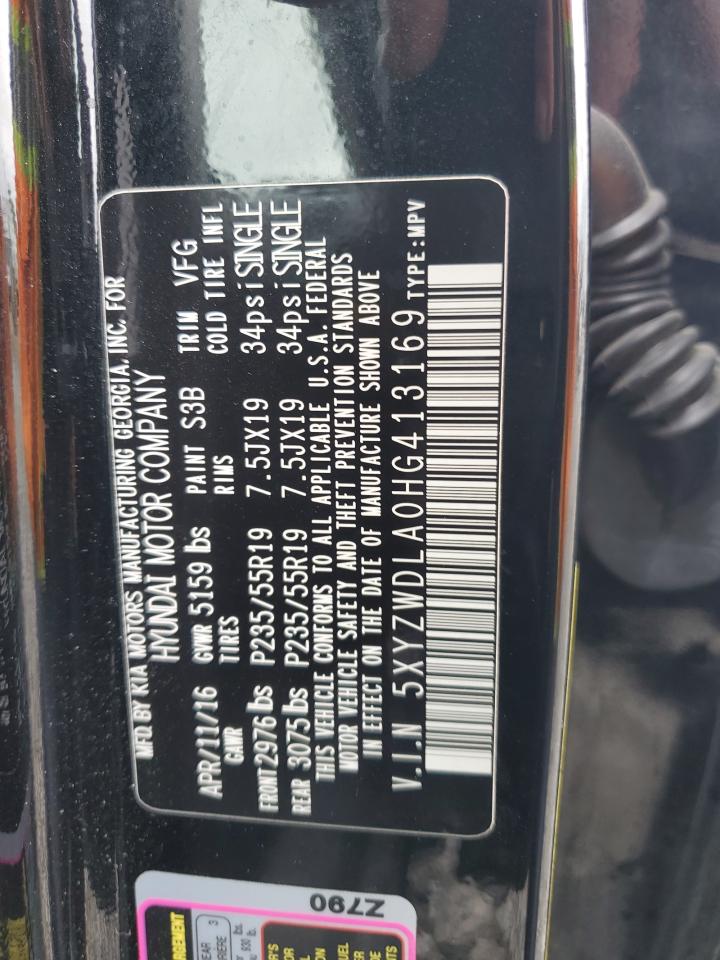 MFD. BY KIA MOTORS MANUFACTURING GEORGIA, INC. FOR
HYUNDAI MOTOR COMPANY
APR/11/16 GVWR 5159 lbs PAINT S3B TRIM VFG
GAWR TIRES RIMS COLD TIRE INFL
FRONT 2976 lbs P235/55R19 7.5JX19 34psi SINGLE
REAR 3075 lbs P235/55R19 7.5JX19 34psi SINGLE
THIS VEHICLE CONFORMS TO ALL APPLICABLE U.S.A. FEDERAL
MOTOR VEHICLE SAFETY AND THEFT PREVENTION STANDARDS
IN EFFECT ON THE DATE OF MANUFACTURE SHOWN ABOVE
V.I.N 5XYZWDLA0HG413169 TYPE:MPV
Z790